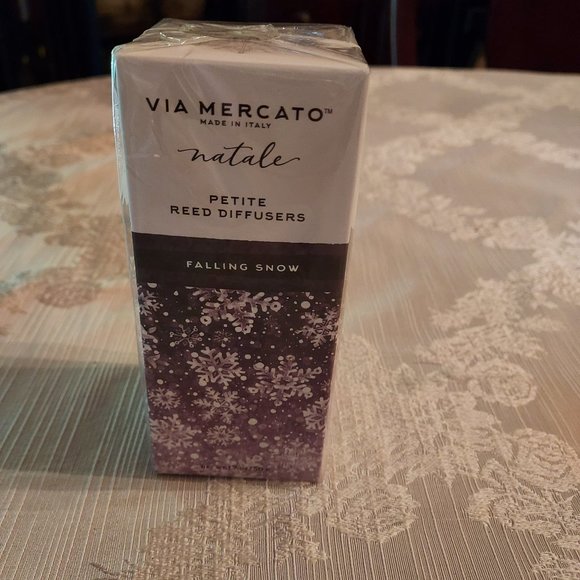 VIA MERCATO™
MADE IN ITALY
natale
PETITE
REED DIFFUSERS
FALLING SNOW